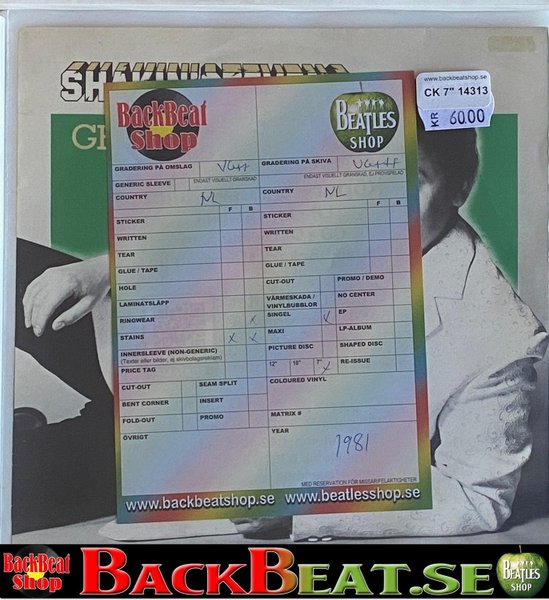 SHAKIN' STEVENS
GR
www.backbeatshop.se
CK 7" 14313
KR 60.00
BackBeat Shop
BEATLES SHOP
GRADERING PÅ OMSLAG VG++
GRADERING PÅ SKIVA VG+++
GENERIC SLEEVE
ENDAST VISUELLT GRANSKAD
ENDAST VISUELLT GRANSKAD, EJ PROVSPELAD
COUNTRY NL
COUNTRY NL
F B
STICKER
WRITTEN
TEAR
GLUE / TAPE
HOLE
LAMINATSLÄPP
RINGWEAR x
STAINS x x
INNERSLEEVE (NON-GENERIC)
(Texter eller bilder, ej skivbolagsreklam)
PRICE TAG
CUT-OUT
SEAM SPLIT
BENT CORNER
INSERT
FOLD-OUT
PROMO
ÖVRIGT
F B
STICKER
WRITTEN
TEAR
GLUE / TAPE
CUT-OUT
PROMO / DEMO
VÄRMESKADA / VINYLBUBBLOR
NO CENTER
SINGEL x
EP
MAXI
LP-ALBUM
PICTURE DISC
SHAPED DISC
12" 10" 7" x
RE-ISSUE
COLOURED VINYL
MATRIX #
YEAR
1981
MED RESERVATION FÖR MISSAR/FELAKTIGHETER
www.backbeatshop.se www.beatlesshop.se
BackBeat Shop
BACKBEAT.SE
BEATLES SHOP